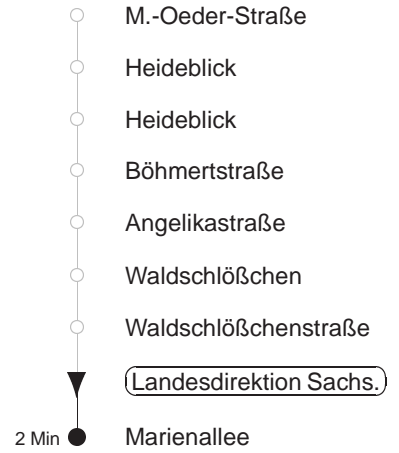 M.-Oeder-Straße
Heideblick
Heideblick
Böhmertstraße
Angelikastraße
Waldschlößchen
Waldschlößchenstraße
Landesdirektion Sachs.
2 Min Marienallee